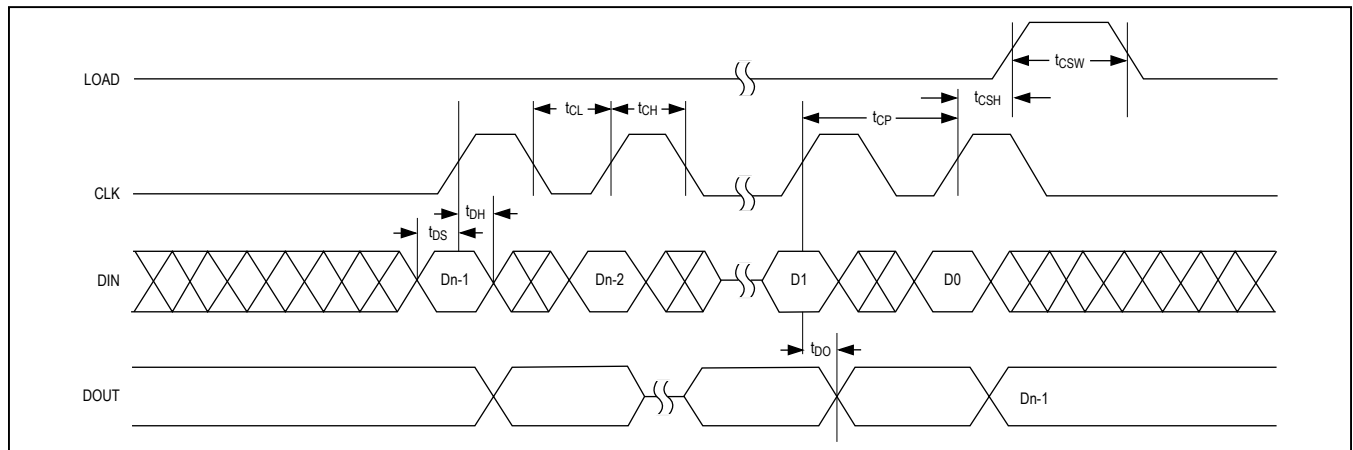 LOAD
tCSW
tCSH
tCL
tCH
tCP
CLK
tDH
tDS
DIN
Dn-1
Dn-2
D1
D0
tDO
DOUT
Dn-1